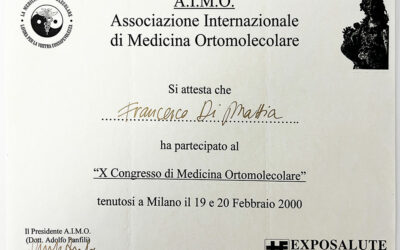 A.I.M.O.
Associazione Internazionale
di Medicina Ortomolecolare
Si attesta che
Francesco Di Mattia
ha partecipato al
“X Congresso di Medicina Ortomolecolare”
tenutosi a Milano il 19 e 20 Febbraio 2000
Il Presidente A.I.M.O.
(Dott. Adolfo Panfili)
EXPOSALUTE